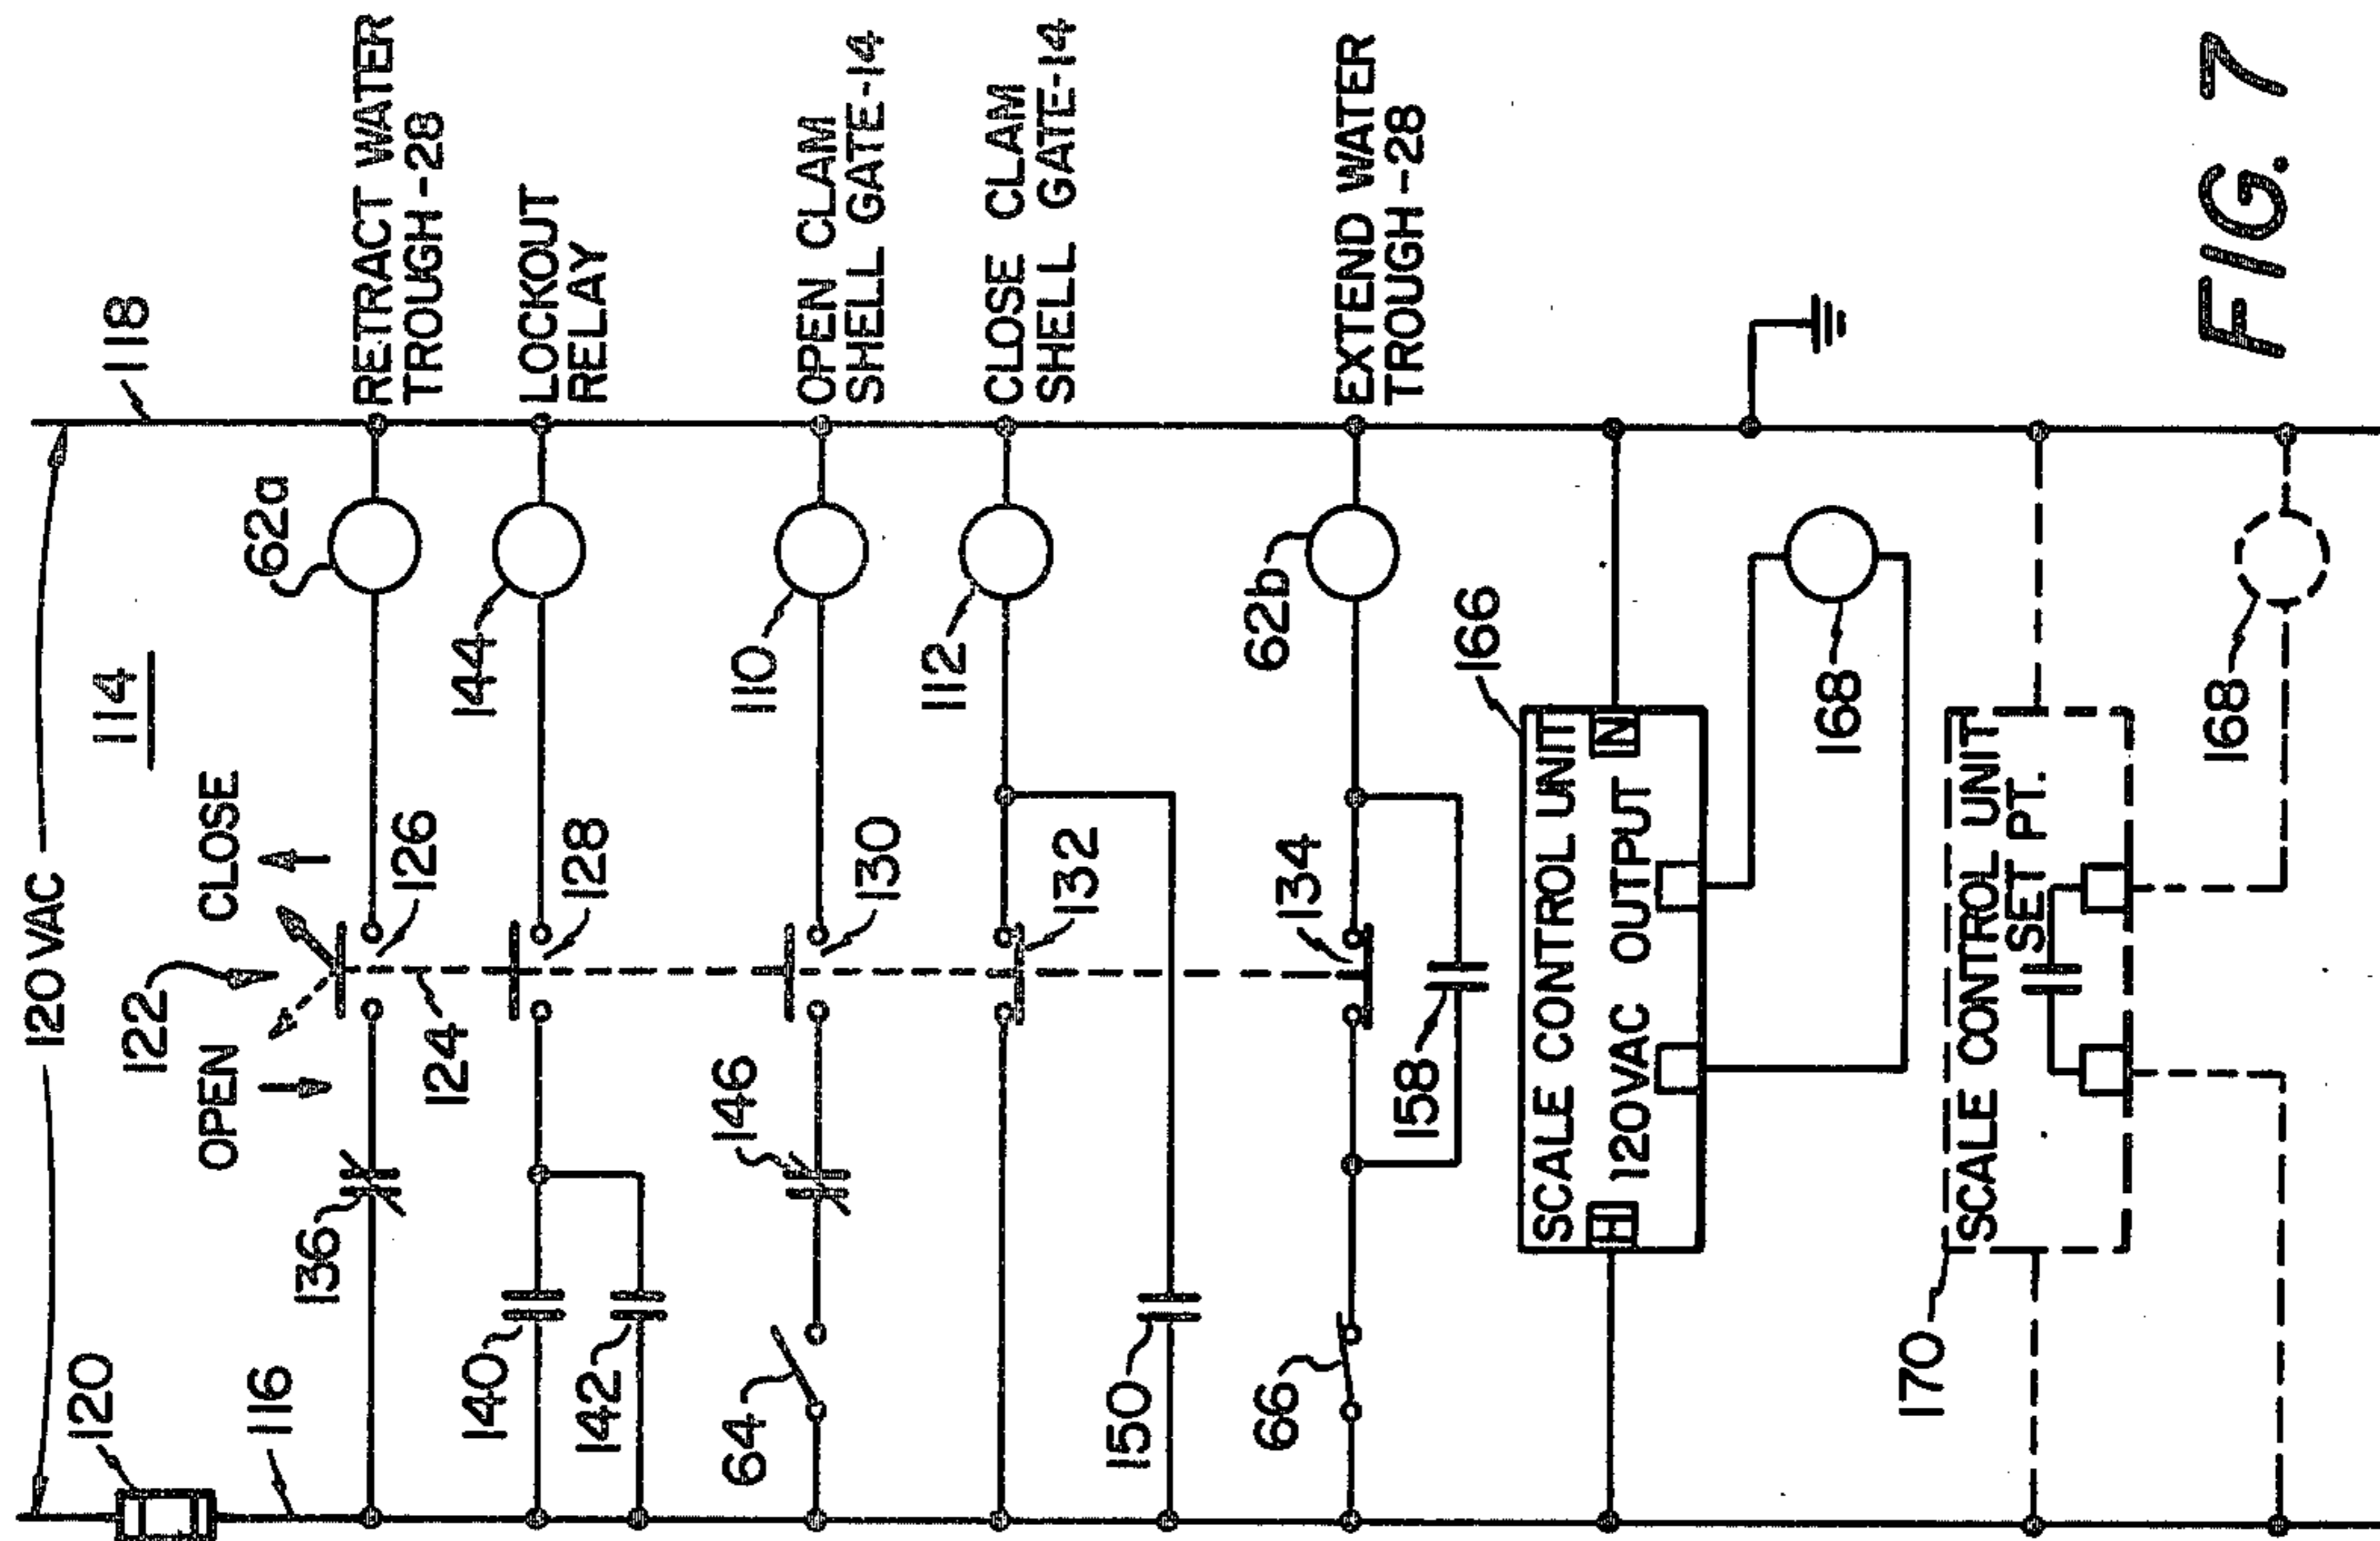 120 VAC
120
116
114
118
OPEN
CLOSE
122
124
126
136
62a
RETRACT WATER
TROUGH-28
140
142
128
144
LOCKOUT
RELAY
64
146
130
110
OPEN CLAM
SHELL GATE-14
132
112
CLOSE CLAM
SHELL GATE-14
150
66
134
158
62b
EXTEND WATER
TROUGH-28
166
SCALE CONTROL UNIT
H
N
120VAC OUTPUT
168
170
SCALE CONTROL UNIT
SET PT.
168
FIG. 7